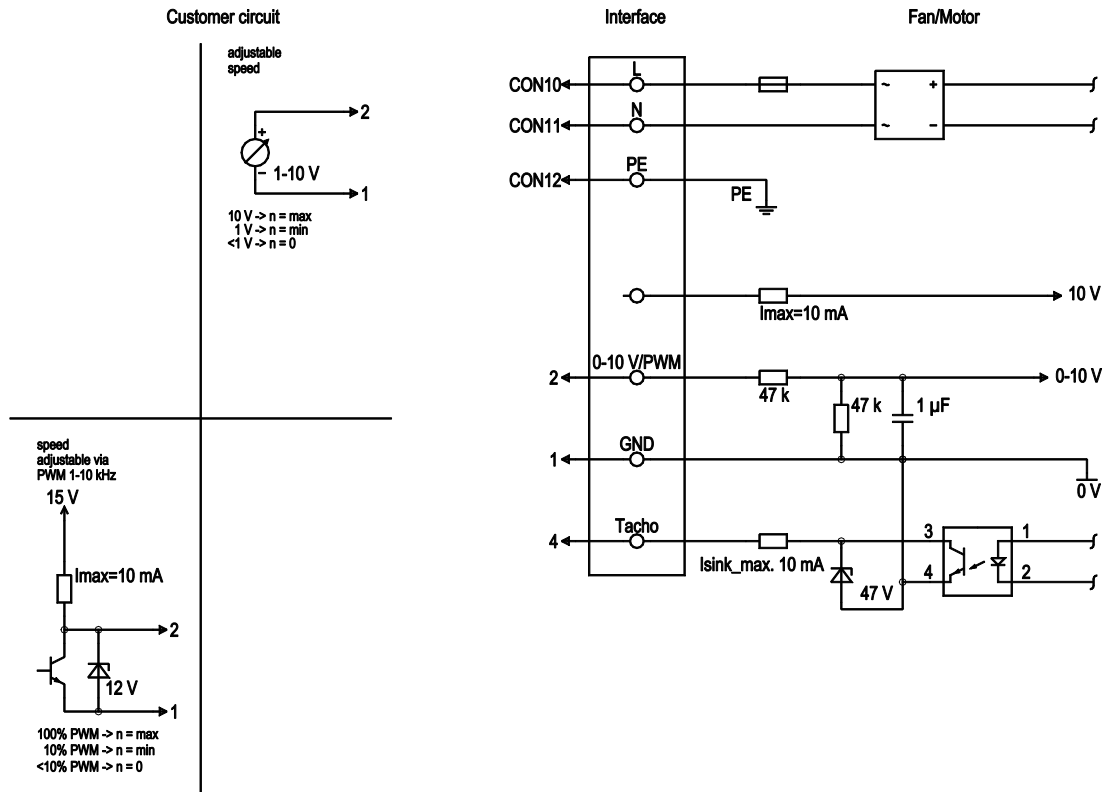 Customer circuit
Interface
Fan/Motor
adjustable
speed
2
+
– 1-10 V
1
10 V -> n = max
1 V -> n = min
<1 V -> n = 0
speed
adjustable via
PWM 1-10 kHz
15 V
Imax=10 mA
2
12 V
1
100% PWM -> n = max
10% PWM -> n = min
<10% PWM -> n = 0
L
CON10
~ +
N
CON11
~ –
PE
CON12
PE
10 V
Imax=10 mA
0-10 V/PWM
2
0-10 V
47 k
47 k
1 µF
GND
1
0 V
Tacho
4
3
1
Isink_max. 10 mA
4
2
47 V